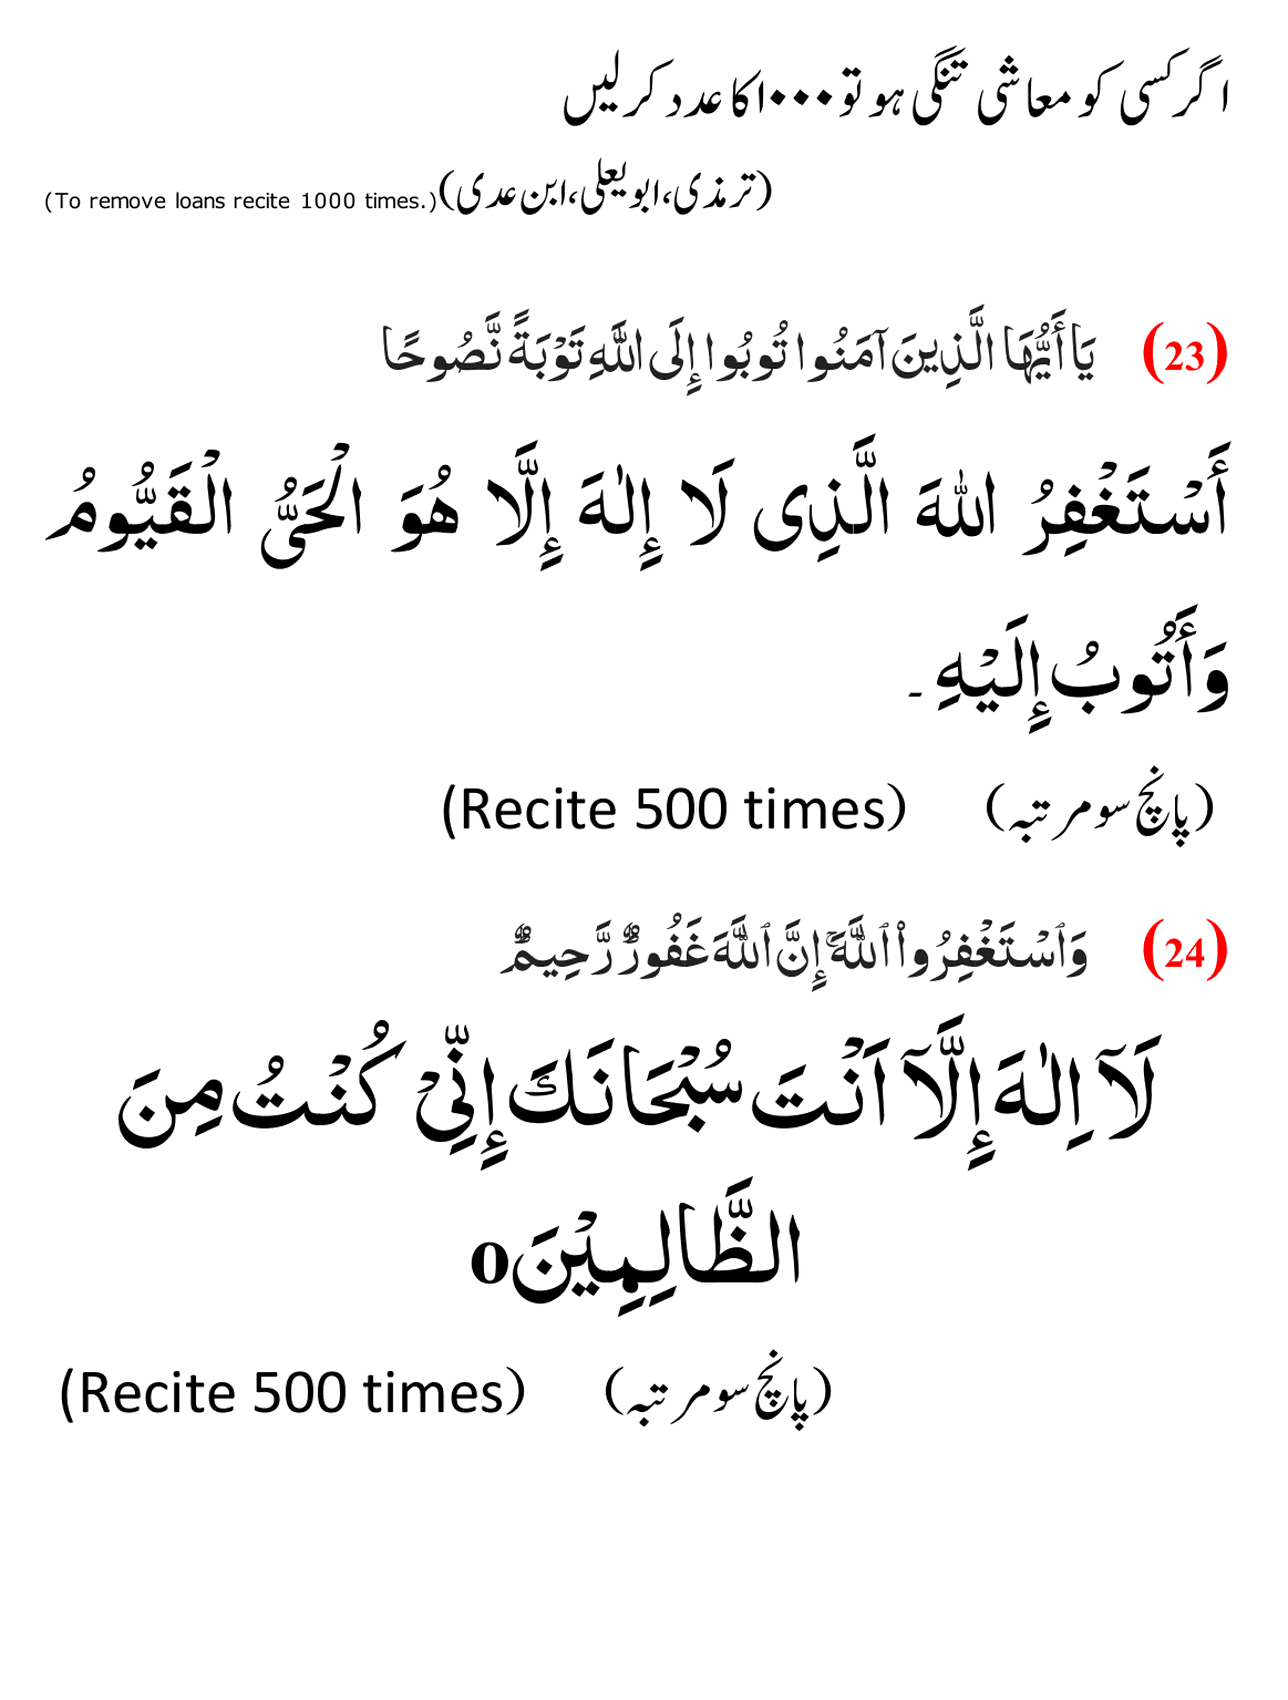 اگر کسی کو معاشی تنگی ہو تو ۱۰۰۰ کا عدد کر لیں
(ترمذی، ابو یعلی، ابن عدی) (To remove loans recite 1000 times.)
(23) يَا أَيُّهَا الَّذِينَ آمَنُوا تُوبُوا إِلَى اللَّهِ تَوْبَةً نَّصُوحًا
أَسْتَغْفِرُ اللهَ الَّذِى لَا إِلٰهَ إِلَّا هُوَ الْحَىُّ الْقَيُّومُ
وَأَتُوبُ إِلَيْهِ ۔
(پانچ سو مرتبہ) (Recite 500 times)
(24) وَٱسْتَغْفِرُوا۟ ٱللَّهَ ۖ إِنَّ ٱللَّهَ غَفُورٌ رَّحِيمٌ
لَآ اِلٰهَ إِلَّآ اَنْتَ سُبْحَانَكَ إِنِّيْ كُنْتُ مِنَ
الظَّالِمِيْنَo
(پانچ سو مرتبہ) (Recite 500 times)